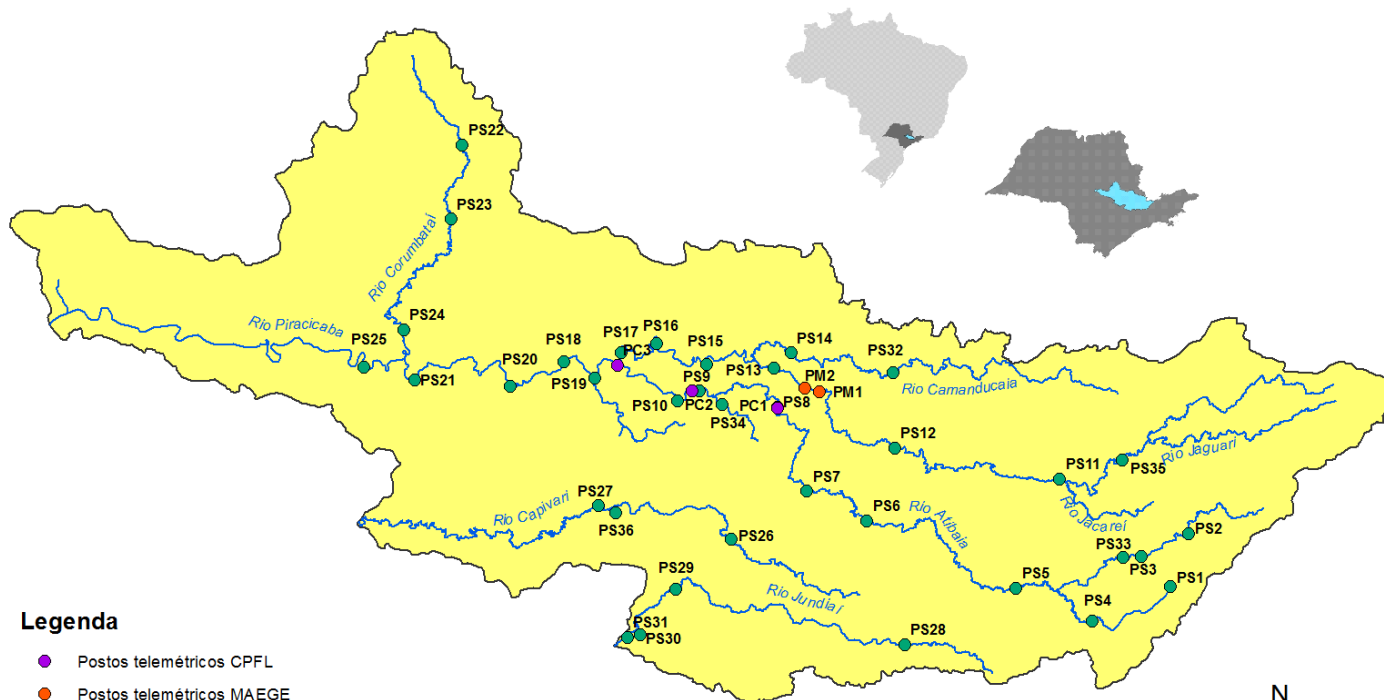 PS22
PS23
Rio Corumbataí
PS24
Rio Piracicaba
PS25
PS21
PS20
PS18
PS19
PS17
PC3
PS16
PS15
PS14
PS13
PS32
Rio Camanducaia
PM2
PM1
PS9
PS10
PC2
PS34
PC1
PS8
PS12
PS11
PS35
Rio Jaguari
Rio Jacareí
PS7
PS6
Rio Atibaia
PS27
Rio Capivari
PS36
PS26
PS2
PS33
PS3
PS1
PS5
PS4
PS29
Rio Jundiaí
PS28
PS31
PS30
Legenda
Postos telemétricos CPFL
Postos telemétricos MAEGE
N